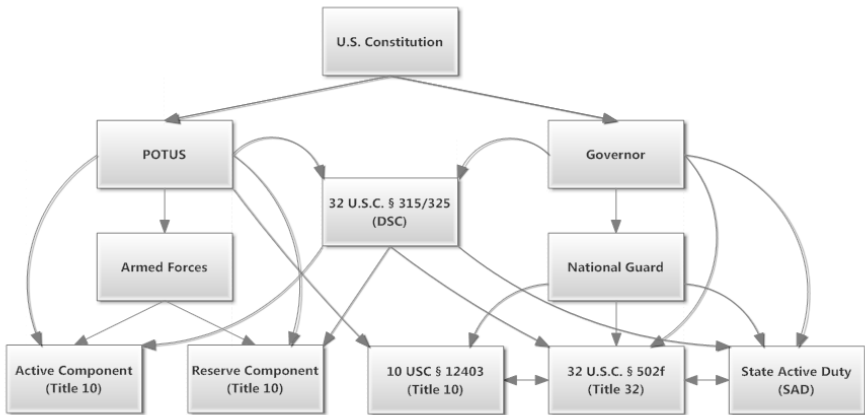 U.S. Constitution
POTUS
Governor
32 U.S.C. § 315/325
(DSC)
Armed Forces
National Guard
Active Component
(Title 10)
Reserve Component
(Title 10)
10 USC § 12403
(Title 10)
32 U.S.C. § 502f
(Title 32)
State Active Duty
(SAD)